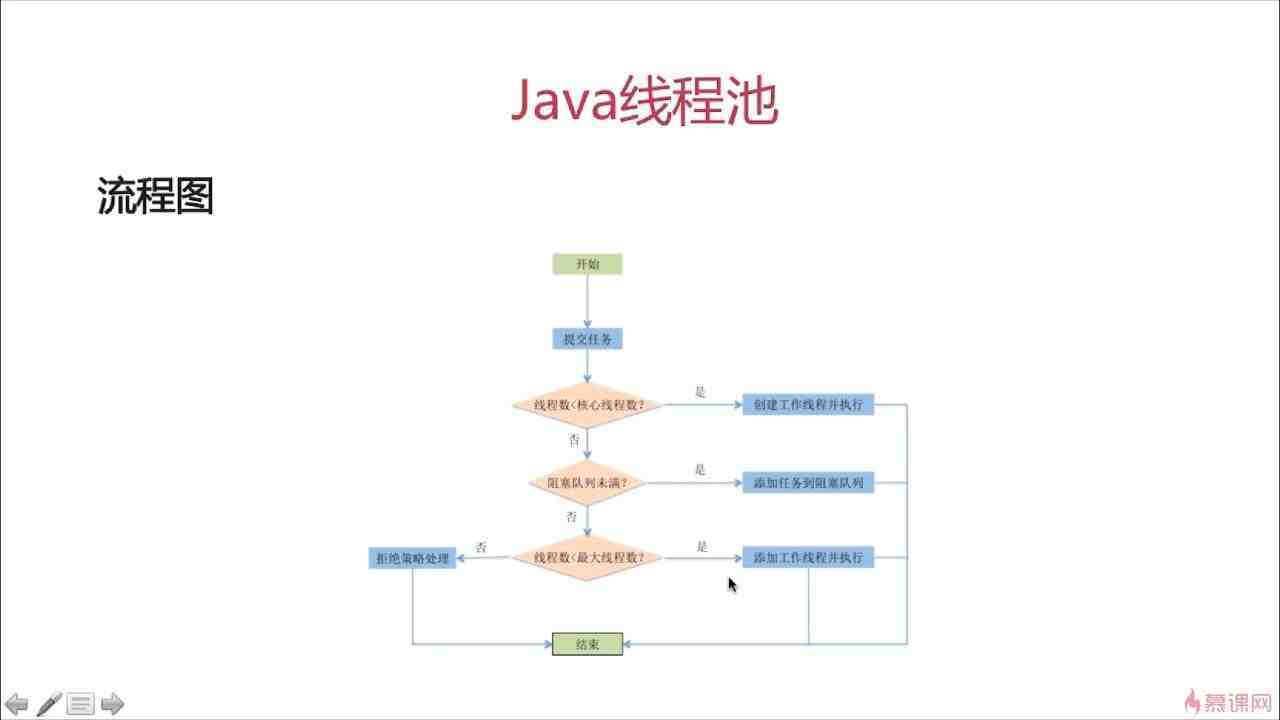 Java线程池
流程图
开始
提交任务
线程数<核心线程数?
是
创建工作线程并执行
否
阻塞队列未满?
是
添加任务到阻塞队列
否
线程数<最大线程数?
是
添加工作线程并执行
否
拒绝策略处理
结束
慕课网